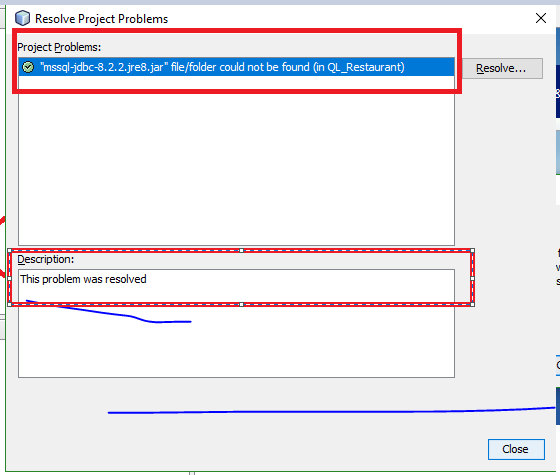 Resolve Project Problems
Project Problems:
"mssql-jdbc-8.2.2.jre8.jar" file/folder could not be found (in QL_Restaurant)
Resolve...
Description:
This problem was resolved
Close